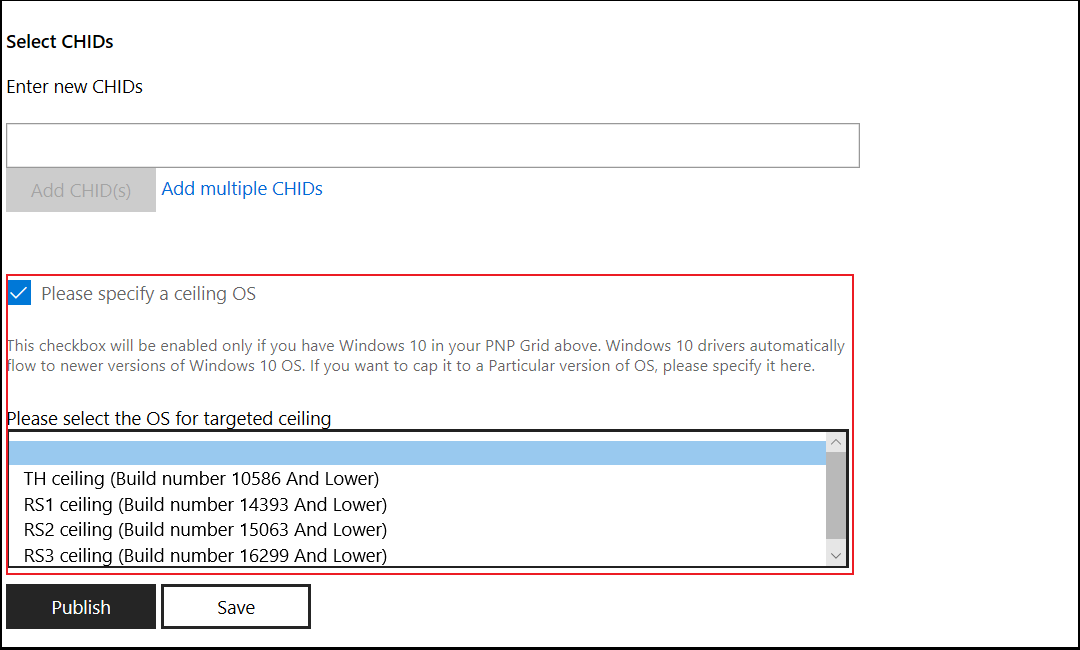 Select CHIDs
Enter new CHIDs
Add CHID(s)
Add multiple CHIDs
Please specify a ceiling OS
This checkbox will be enabled only if you have Windows 10 in your PNP Grid above. Windows 10 drivers automatically
flow to newer versions of Windows 10 OS. If you want to cap it to a Particular version of OS, please specify it here.
Please select the OS for targeted ceiling
TH ceiling (Build number 10586 And Lower)
RS1 ceiling (Build number 14393 And Lower)
RS2 ceiling (Build number 15063 And Lower)
RS3 ceiling (Build number 16299 And Lower)
Publish
Save